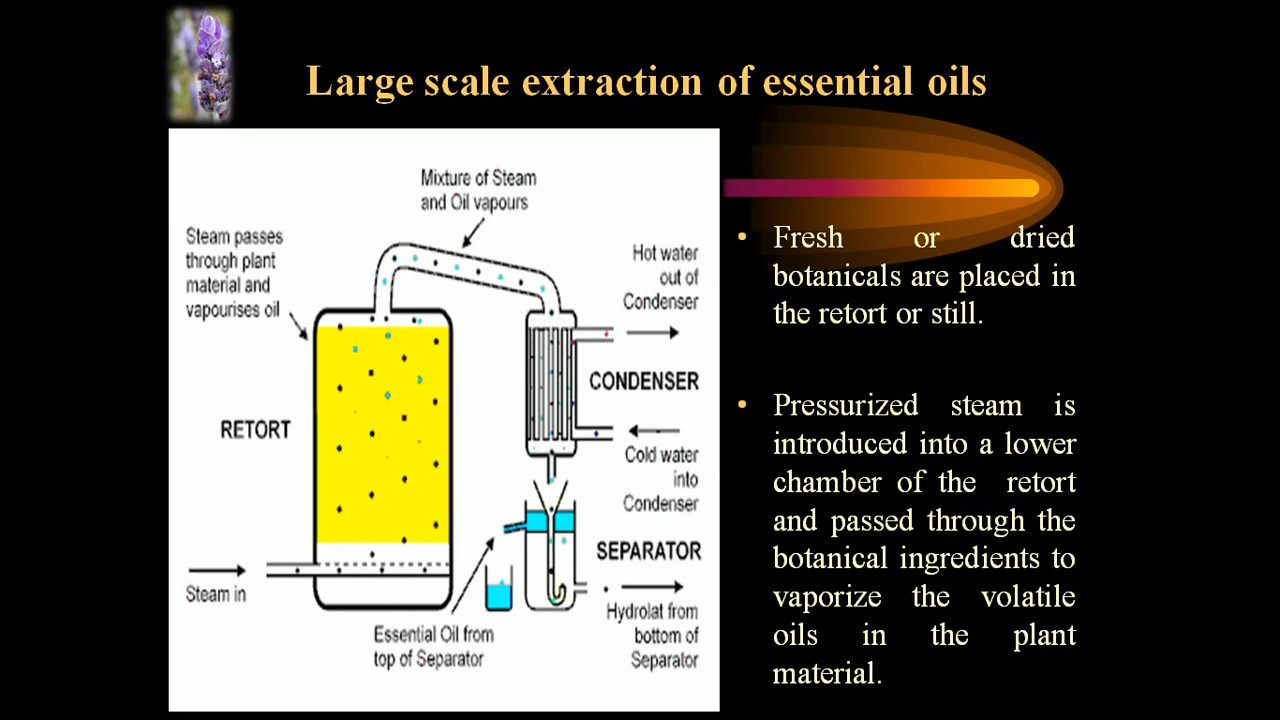 Large scale extraction of essential oils
Mixture of Steam
and Oil vapours
Steam passes
through plant
material and
vapourises oil
Hot water
out of
Condenser
CONDENSER
RETORT
Cold water
into
Condenser
SEPARATOR
Steam in
Hydrolat from
bottom of
Separator
Essential Oil from
top of Separator
• Fresh or dried
botanicals are placed in
the retort or still.
• Pressurized steam is
introduced into a lower
chamber of the retort
and passed through the
botanical ingredients to
vaporize the volatile
oils in the plant
material.